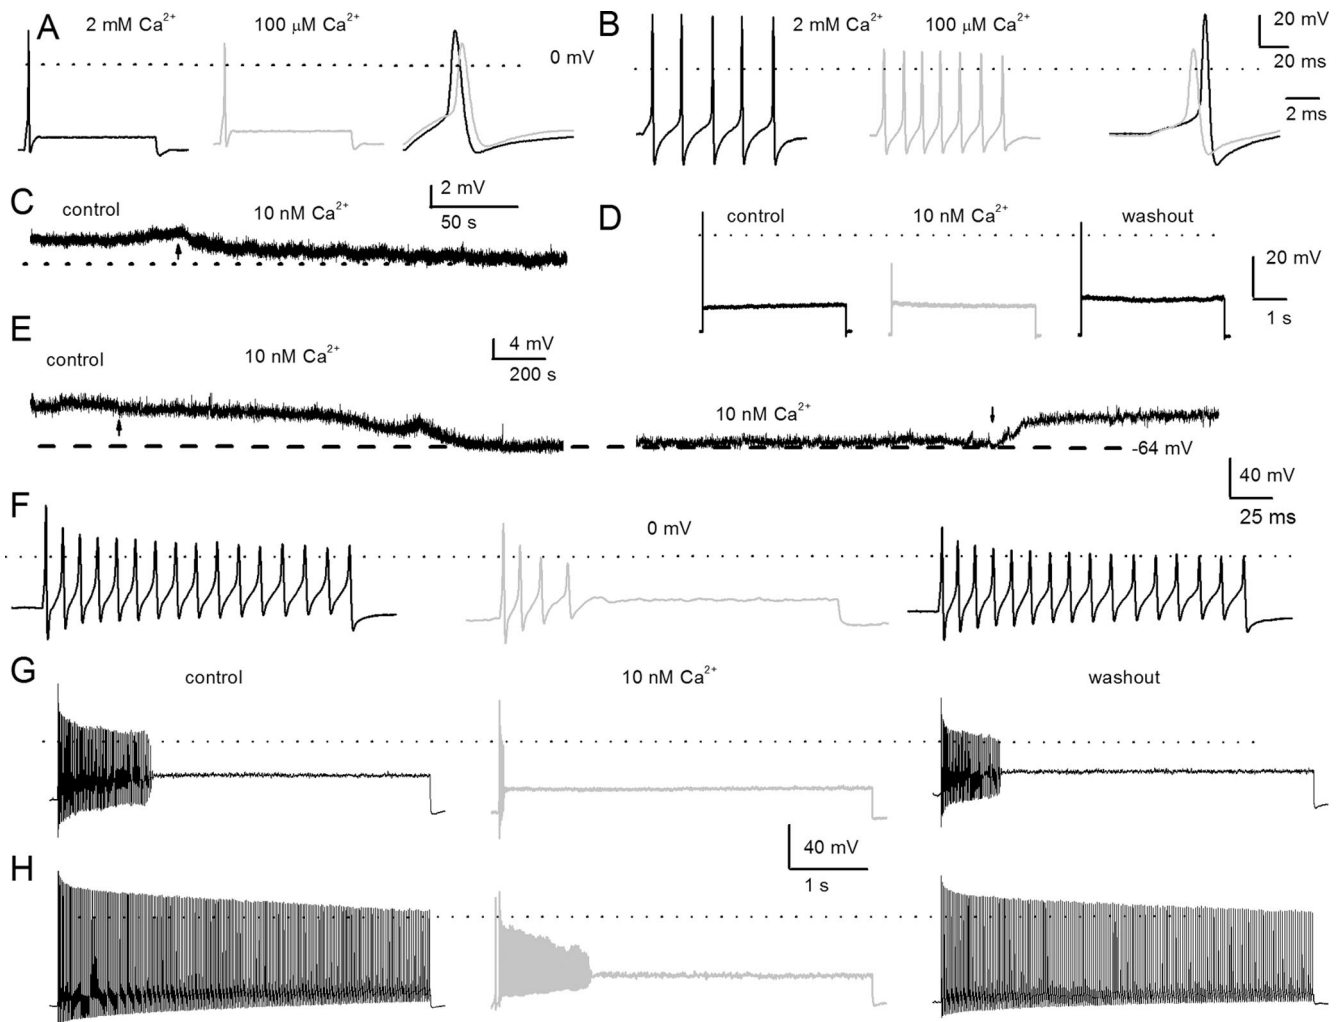 A
2 mM Ca²⁺
100 µM Ca²⁺
0 mV
B
2 mM Ca²⁺
100 µM Ca²⁺
20 mV
20 ms
2 ms
C
control
10 nM Ca²⁺
2 mV
50 s
D
control
10 nM Ca²⁺
washout
20 mV
1 s
E
control
10 nM Ca²⁺
4 mV
200 s
10 nM Ca²⁺
-64 mV
40 mV
25 ms
F
0 mV
G
control
10 nM Ca²⁺
washout
40 mV
1 s
H